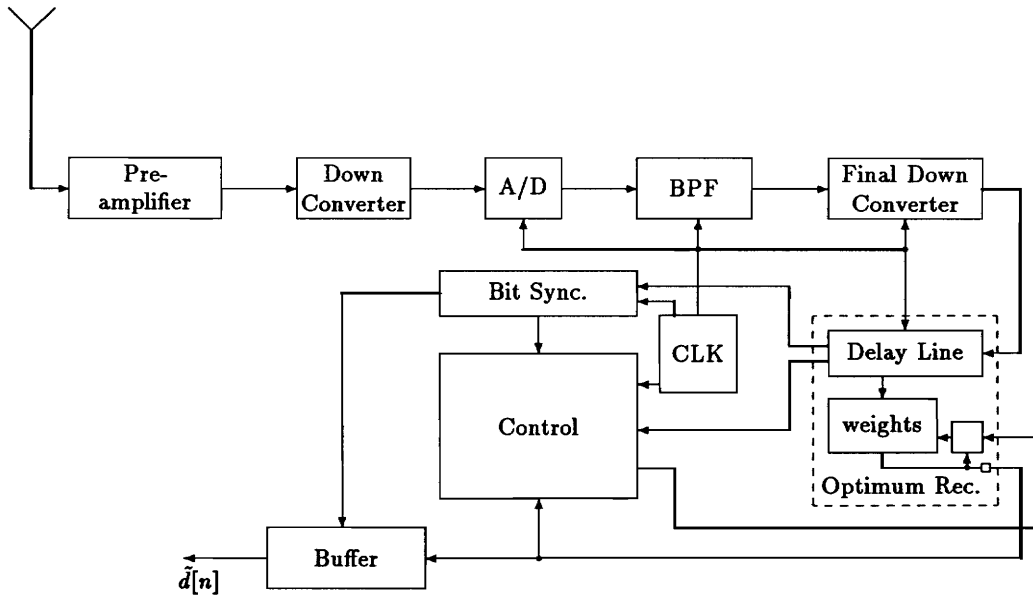 Pre-
amplifier
Down
Converter
A/D
BPF
Final Down
Converter
Bit Sync.
CLK
Delay Line
Control
weights
Optimum Rec.
Buffer
d̃[n]